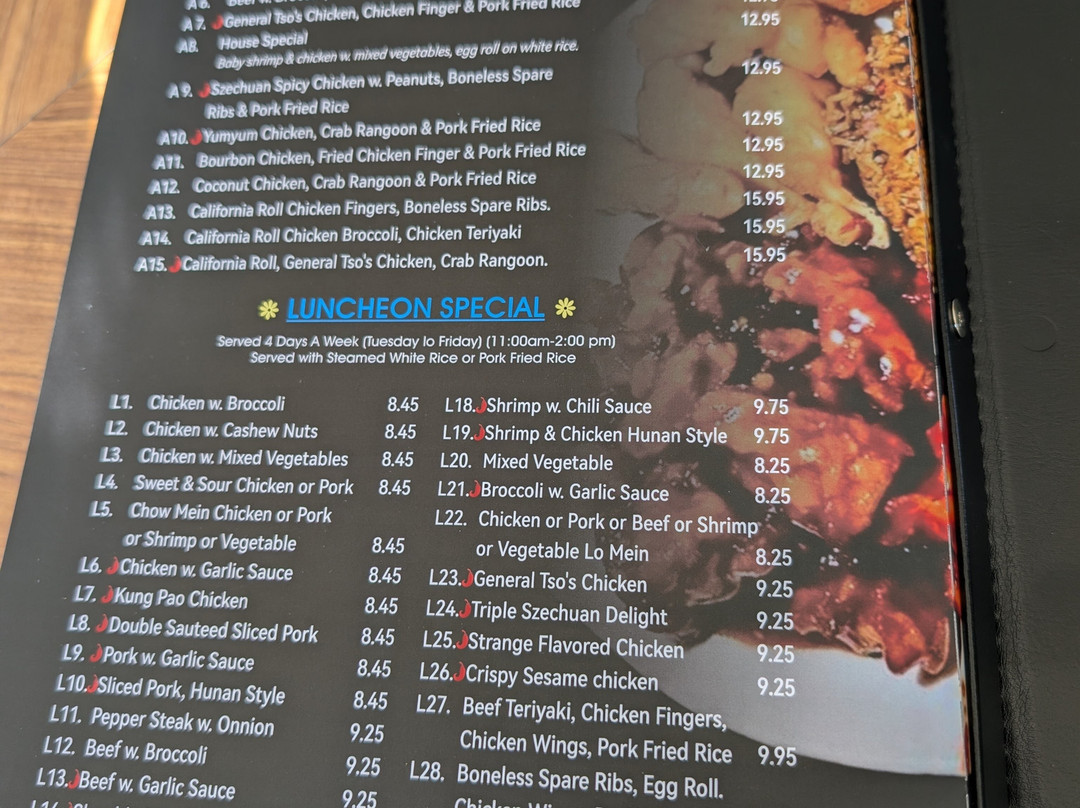 A6. Beef w.
A7. General Tso's Chicken, Chicken Finger & Pork Fried Rice 12.95
A8. House Special 12.95
Baby shrimp & chicken w. mixed vegetables, egg roll on white rice.
A9. Szechuan Spicy Chicken w. Peanuts, Boneless Spare 12.95
Ribs & Pork Fried Rice
A10. Yumyum Chicken, Crab Rangoon & Pork Fried Rice 12.95
A11. Bourbon Chicken, Fried Chicken Finger & Pork Fried Rice 12.95
A12. Coconut Chicken, Crab Rangoon & Pork Fried Rice 12.95
A13. California Roll Chicken Fingers, Boneless Spare Ribs. 15.95
A14. California Roll Chicken Broccoli, Chicken Teriyaki 15.95
A15. California Roll, General Tso's Chicken, Crab Rangoon. 15.95
LUNCHEON SPECIAL
Served 4 Days A Week (Tuesday to Friday) (11:00am-2:00 pm)
Served with Steamed White Rice or Pork Fried Rice
L1. Chicken w. Broccoli 8.45
L2. Chicken w. Cashew Nuts 8.45
L3. Chicken w. Mixed Vegetables 8.45
L4. Sweet & Sour Chicken or Pork 8.45
L5. Chow Mein Chicken or Pork
or Shrimp or Vegetable 8.45
L6. Chicken w. Garlic Sauce 8.45
L7. Kung Pao Chicken 8.45
L8. Double Sauteed Sliced Pork 8.45
L9. Pork w. Garlic Sauce 8.45
L10. Sliced Pork, Hunan Style 8.45
L11. Pepper Steak w. Onnion 9.25
L12. Beef w. Broccoli 9.25
L13. Beef w. Garlic Sauce 9.25
L18. Shrimp w. Chili Sauce 9.75
L19. Shrimp & Chicken Hunan Style 9.75
L20. Mixed Vegetable 8.25
L21. Broccoli w. Garlic Sauce 8.25
L22. Chicken or Pork or Beef or Shrimp
or Vegetable Lo Mein 8.25
L23. General Tso's Chicken 9.25
L24. Triple Szechuan Delight 9.25
L25. Strange Flavored Chicken 9.25
L26. Crispy Sesame chicken 9.25
L27. Beef Teriyaki, Chicken Fingers,
Chicken Wings, Pork Fried Rice 9.95
L28. Boneless Spare Ribs, Egg Roll.